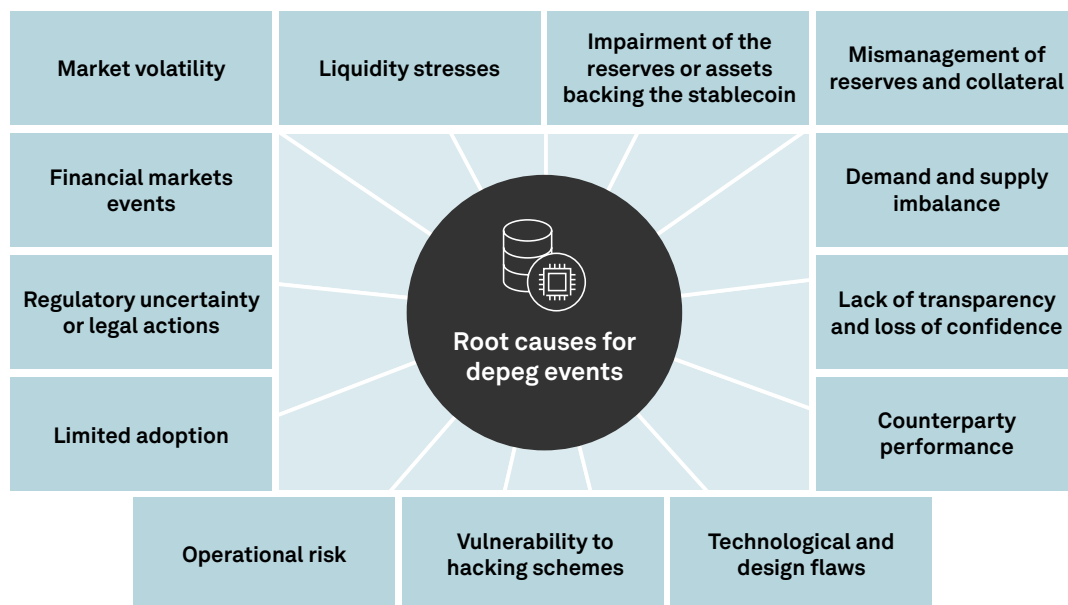 Market volatility
Liquidity stresses
Impairment of the
reserves or assets
backing the stablecoin
Mismanagement of
reserves and collateral
Financial markets
events
Demand and supply
imbalance
Regulatory uncertainty
or legal actions
Root causes for
depeg events
Lack of transparency
and loss of confidence
Limited adoption
Counterparty
performance
Operational risk
Vulnerability to
hacking schemes
Technological and
design flaws